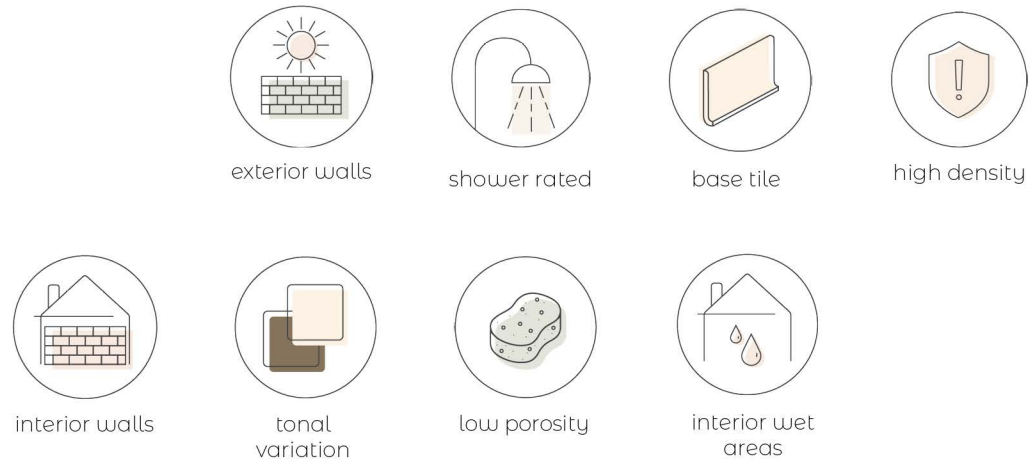 exterior walls
shower rated
base tile
high density
interior walls
tonal
variation
low porosity
interior wet
areas